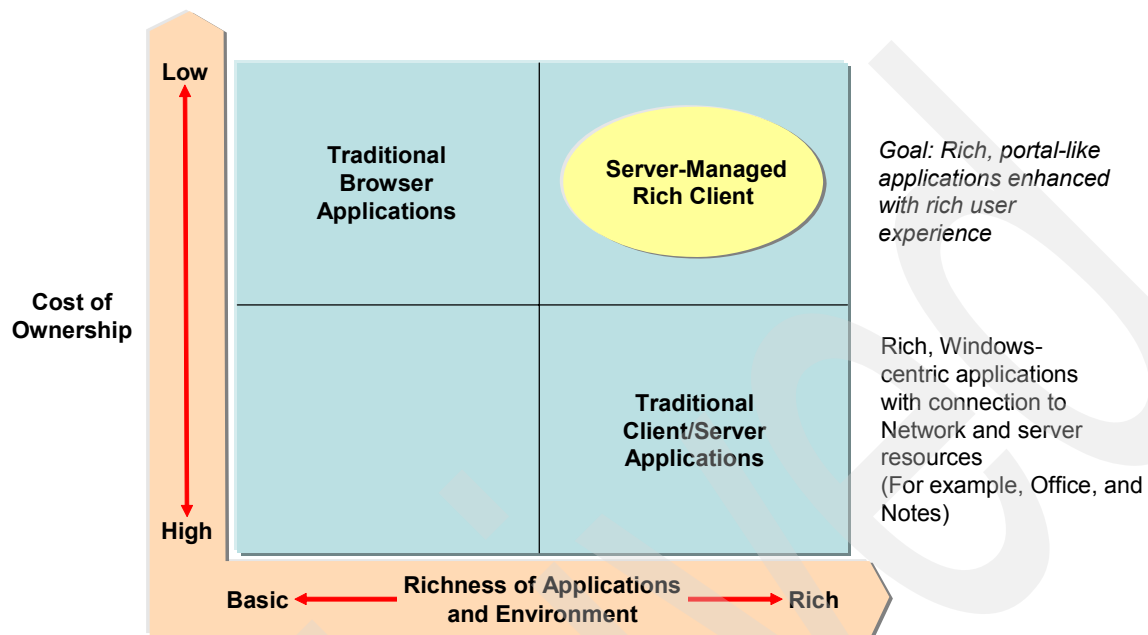 Low
Traditional
Browser
Applications
Server-Managed
Rich Client
Goal: Rich, portal-like
applications enhanced
with rich user
experience
Cost of
Ownership
Traditional
Client/Server
Applications
Rich, Windows-
centric applications
with connection to
Network and server
resources
(For example, Office, and
Notes)
High
Basic
Richness of Applications
and Environment
Rich